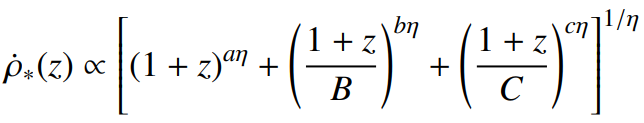 ρ̇∗(z) ∝ [(1 + z)^{aη} + ((1 + z)/B)^{bη} + ((1 + z)/C)^{cη}]^{1/η}